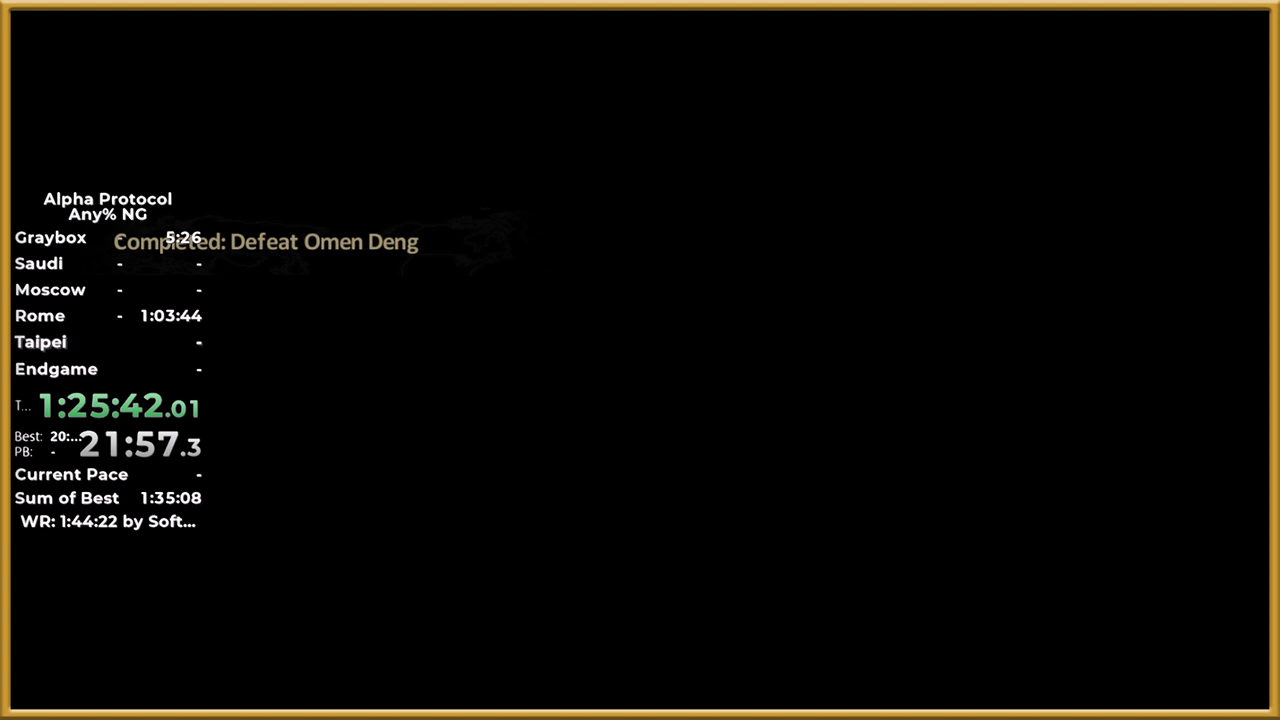 Alpha Protocol
Any% NG
Graybox - 5:26
Completed: Defeat Omen Deng
Saudi - -
Moscow - -
Rome - 1:03:44
Taipei -
Endgame -
T... 1:25:42.01
Best: 20:... 21:57.3
PB: -
Current Pace -
Sum of Best 1:35:08
WR: 1:44:22 by Soft...